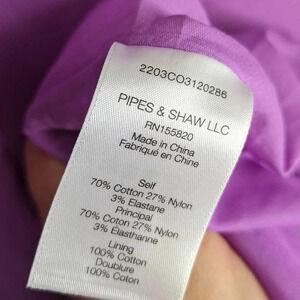 2203CO3120286
PIPES & SHAW LLC
RN155820
Made in China
Fabriqué en Chine
Self
70% Cotton 27% Nylon
3% Elastane
Principal
70% Coton 27% Nylon
3% Elasthanne
Lining
100% Cotton
Doublure
100% Coton